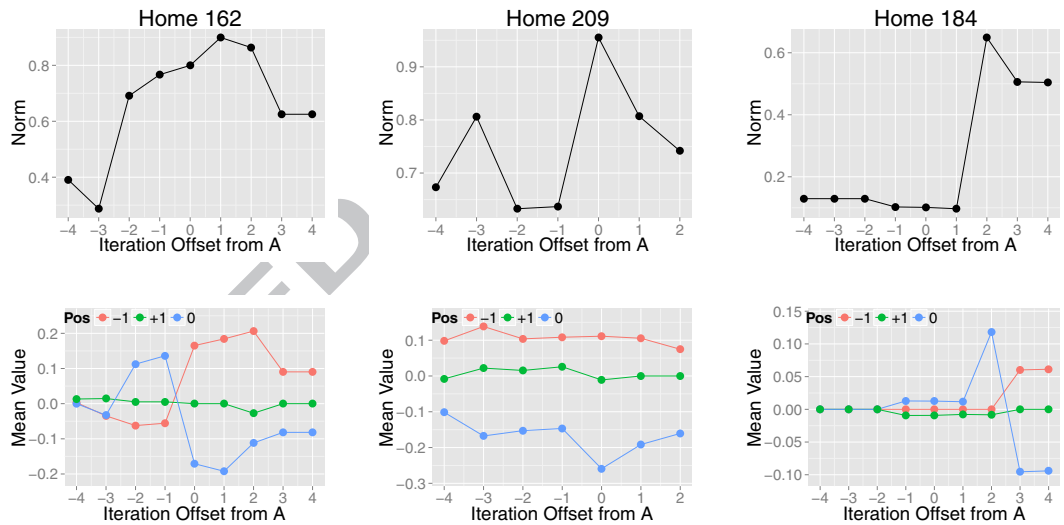 Home 162
Home 209
Home 184
Norm
0.8
0.6
0.4
−4 −3 −2 −1 0 1 2 3 4
Iteration Offset from A
Norm
0.9
0.8
0.7
−4 −3 −2 −1 0 1 2
Iteration Offset from A
Norm
0.6
0.4
0.2
−4 −3 −2 −1 0 1 2 3 4
Iteration Offset from A
Pos −1 +1 0
Mean Value
0.2
0.1
0.0
−0.1
−0.2
−4 −3 −2 −1 0 1 2 3 4
Iteration Offset from A
Pos −1 +1 0
Mean Value
0.1
0.0
−0.1
−0.2
−0.3
−4 −3 −2 −1 0 1 2
Iteration Offset from A
Pos −1 +1 0
Mean Value
0.15
0.10
0.05
0.00
−0.05
−0.10
−4 −3 −2 −1 0 1 2 3 4
Iteration Offset from A